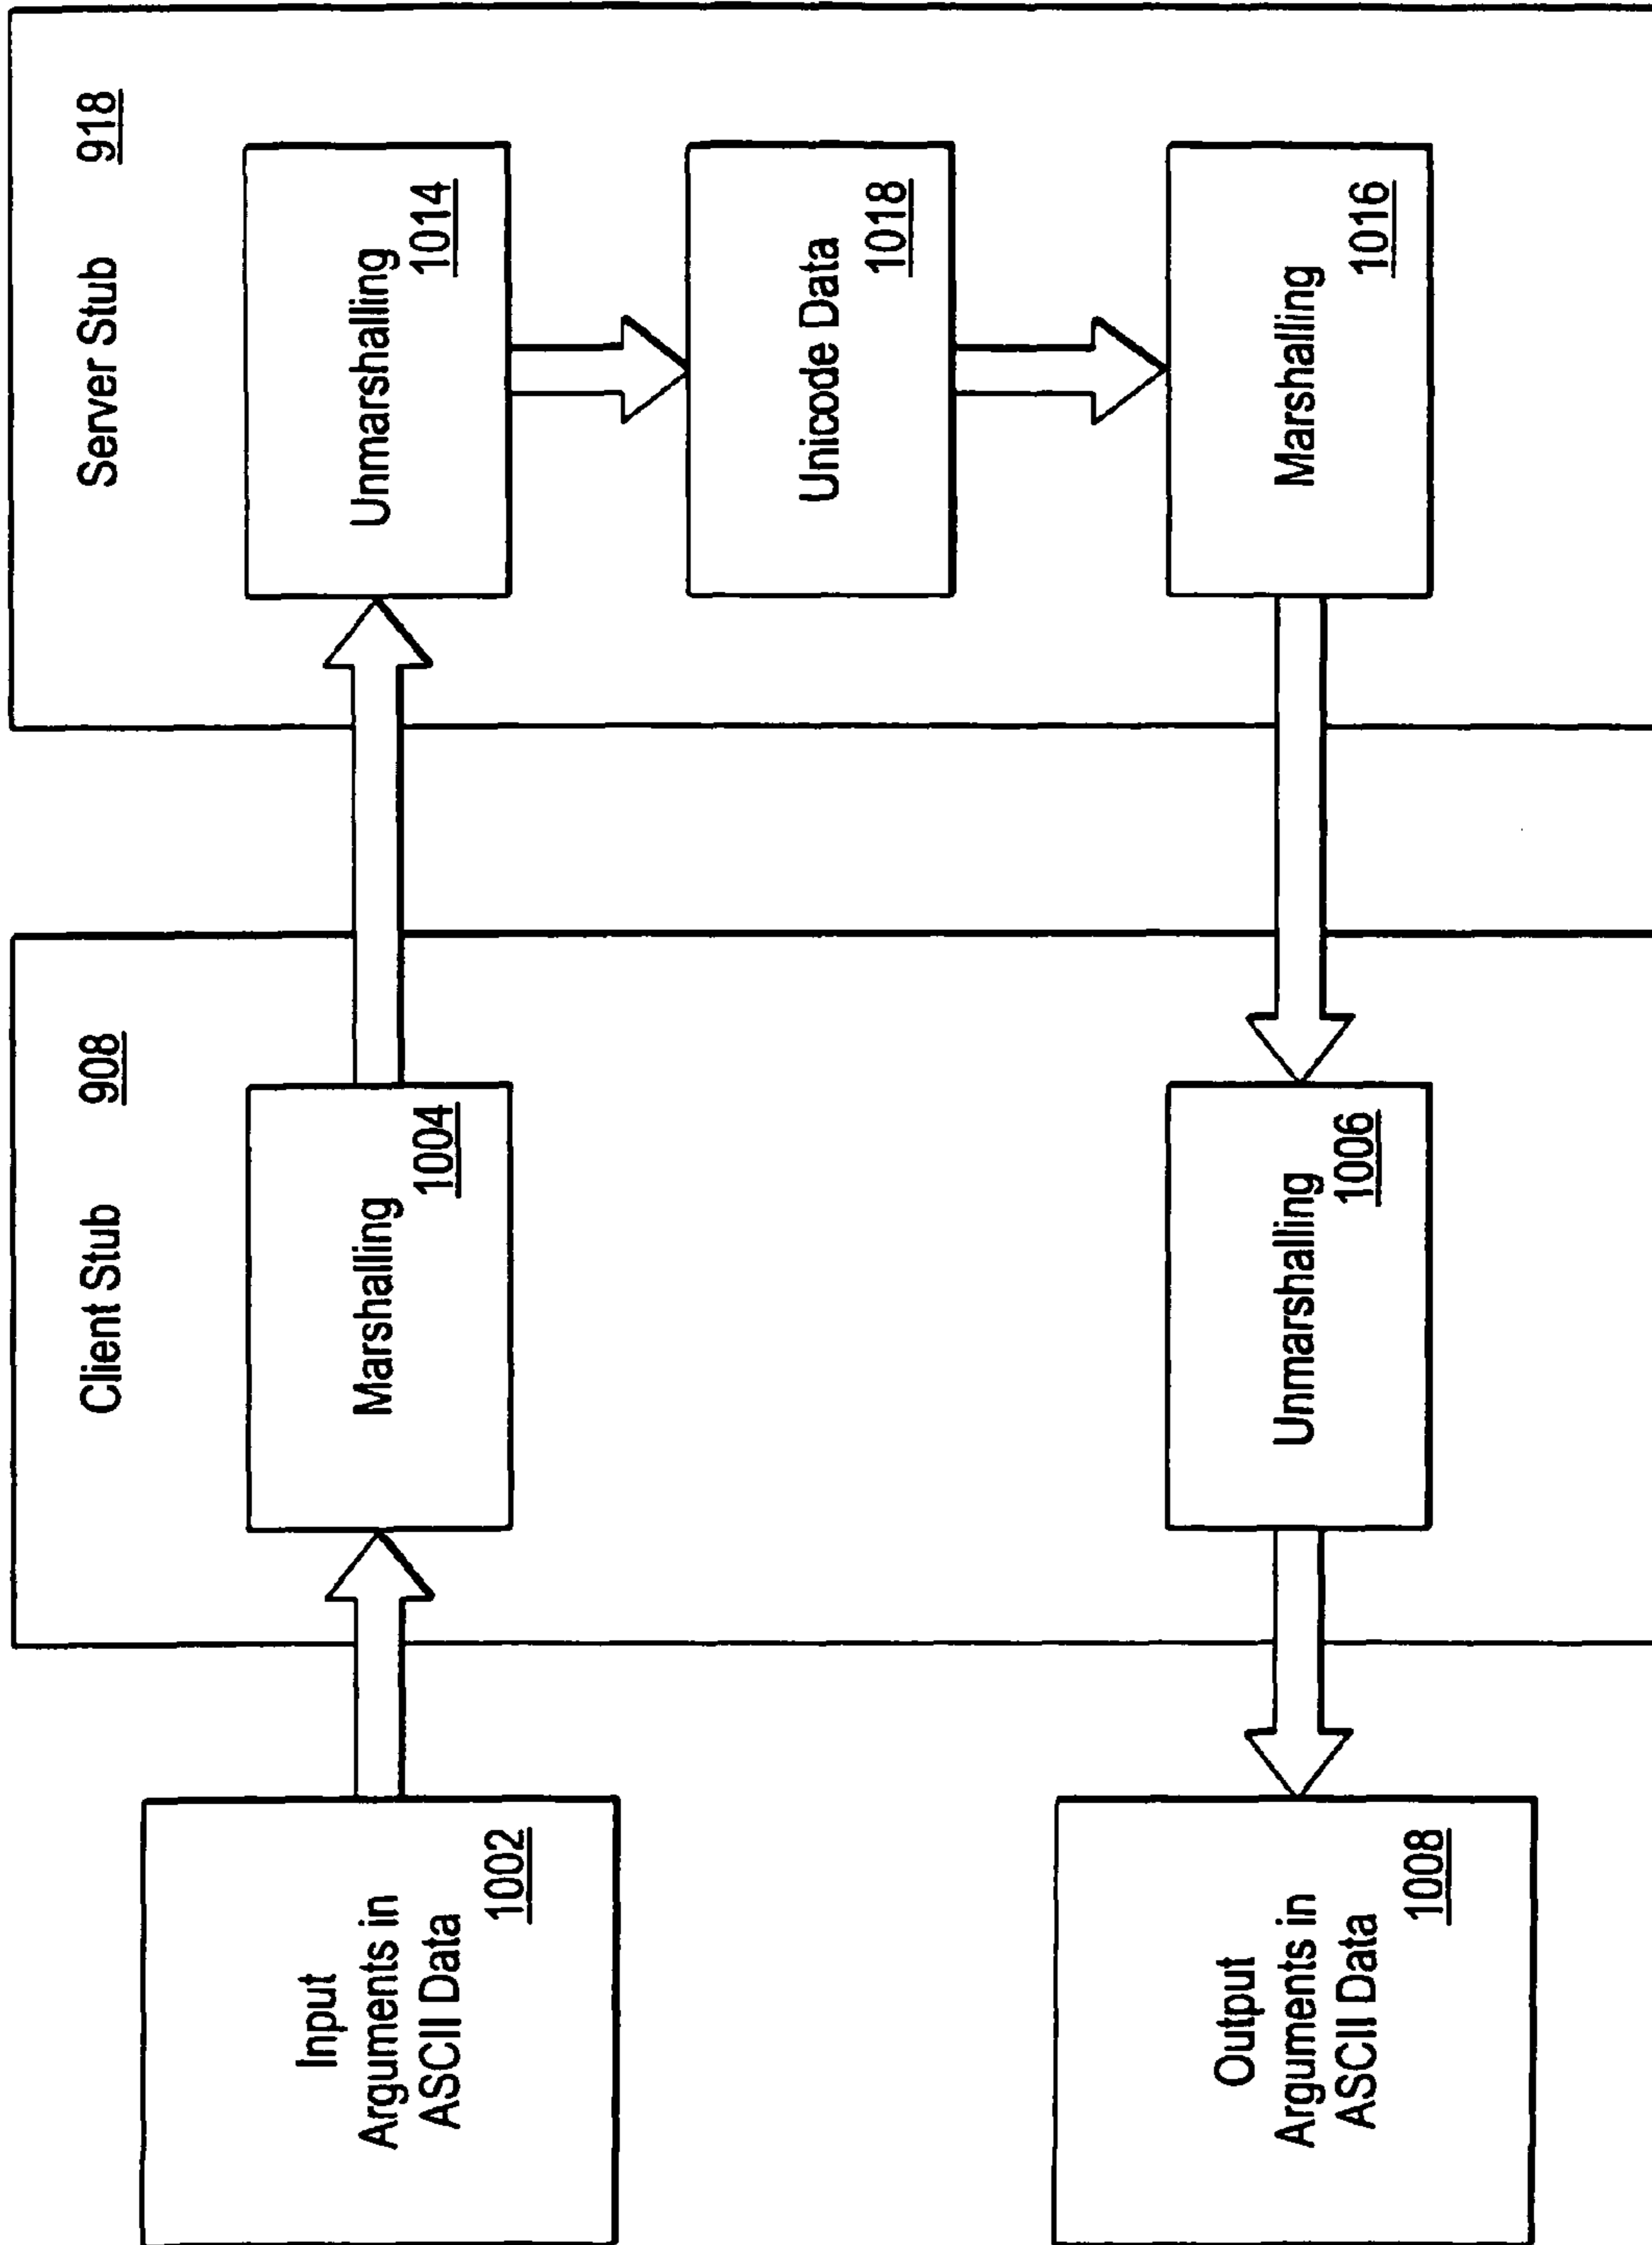 Input
Arguments in
ASCII Data
1002
Client Stub 908
Marshalling
1004
Server Stub 918
Unmarshalling
1014
Unicode Data
1018
Marshalling
1016
Unmarshalling
1006
Output
Arguments in
ASCII Data
1008